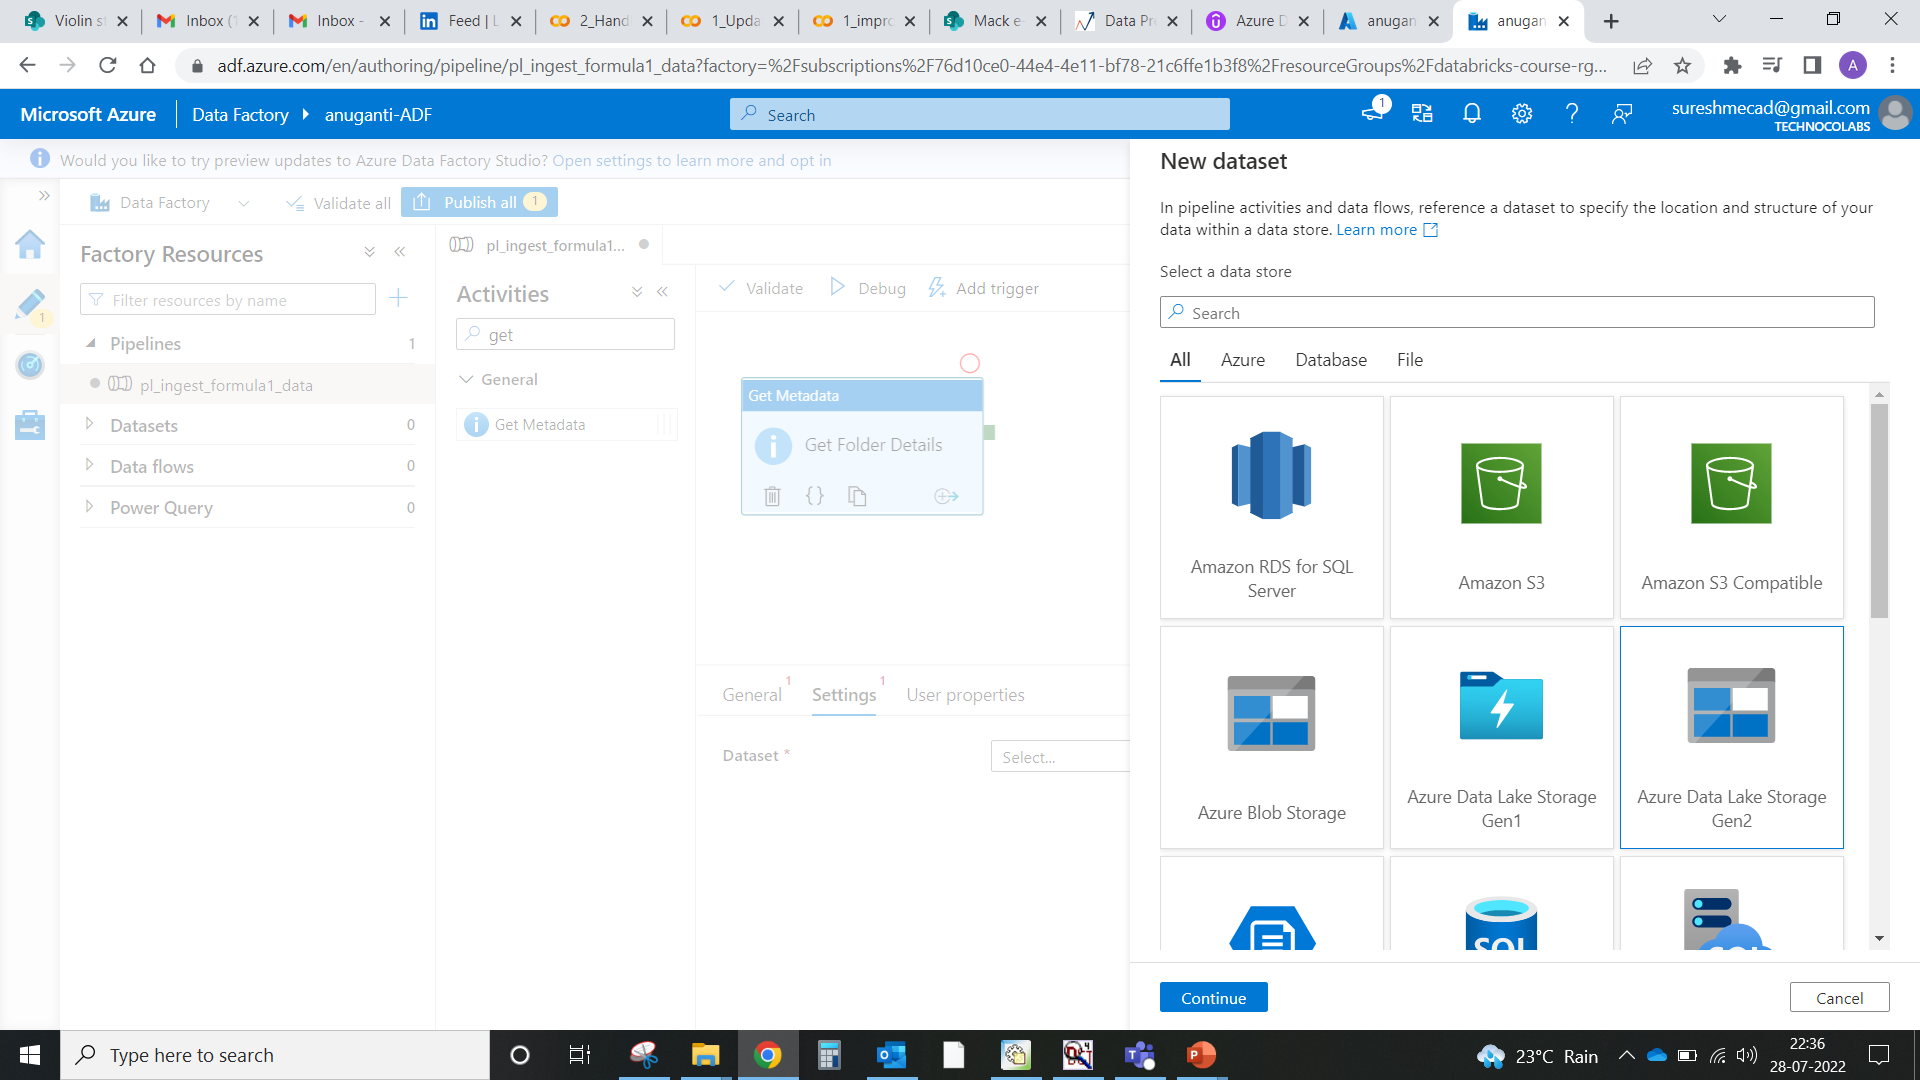 Violin st
Inbox (1
Inbox -
Feed | L
2_Handl
1_Upda
1_impro
Mack e-
Data Pre
Azure D
anugan
anugan
adf.azure.com/en/authoring/pipeline/pl_ingest_formula1_data?factory=%2Fsubscriptions%2F76d10ce0-44e4-4e11-bf78-21c6ffe1b3f8%2FresourceGroups%2Fdatabricks-course-rg...
A
Microsoft Azure
Data Factory
anuganti-ADF
Search
1
sureshmecad@gmail.com
TECHNOCOLABS
Would you like to try preview updates to Azure Data Factory Studio? Open settings to learn more and opt in
Data Factory
Validate all
Publish all 1
Factory Resources
Filter resources by name
1
Pipelines 1
pl_ingest_formula1_data
Datasets 0
Data flows 0
Power Query 0
pl_ingest_formula1...
Activities
get
General
Get Metadata
Validate
Debug
Add trigger
Get Metadata
Get Folder Details
General 1
Settings 1
User properties
Dataset *
Select...
New dataset
In pipeline activities and data flows, reference a dataset to specify the location and structure of your
data within a data store. Learn more
Select a data store
Search
All
Azure
Database
File
Amazon RDS for SQL
Server
Amazon S3
Amazon S3 Compatible
Azure Blob Storage
Azure Data Lake Storage
Gen1
Azure Data Lake Storage
Gen2
SQL
Continue
Cancel
Type here to search
23°C Rain
22:36
28-07-2022